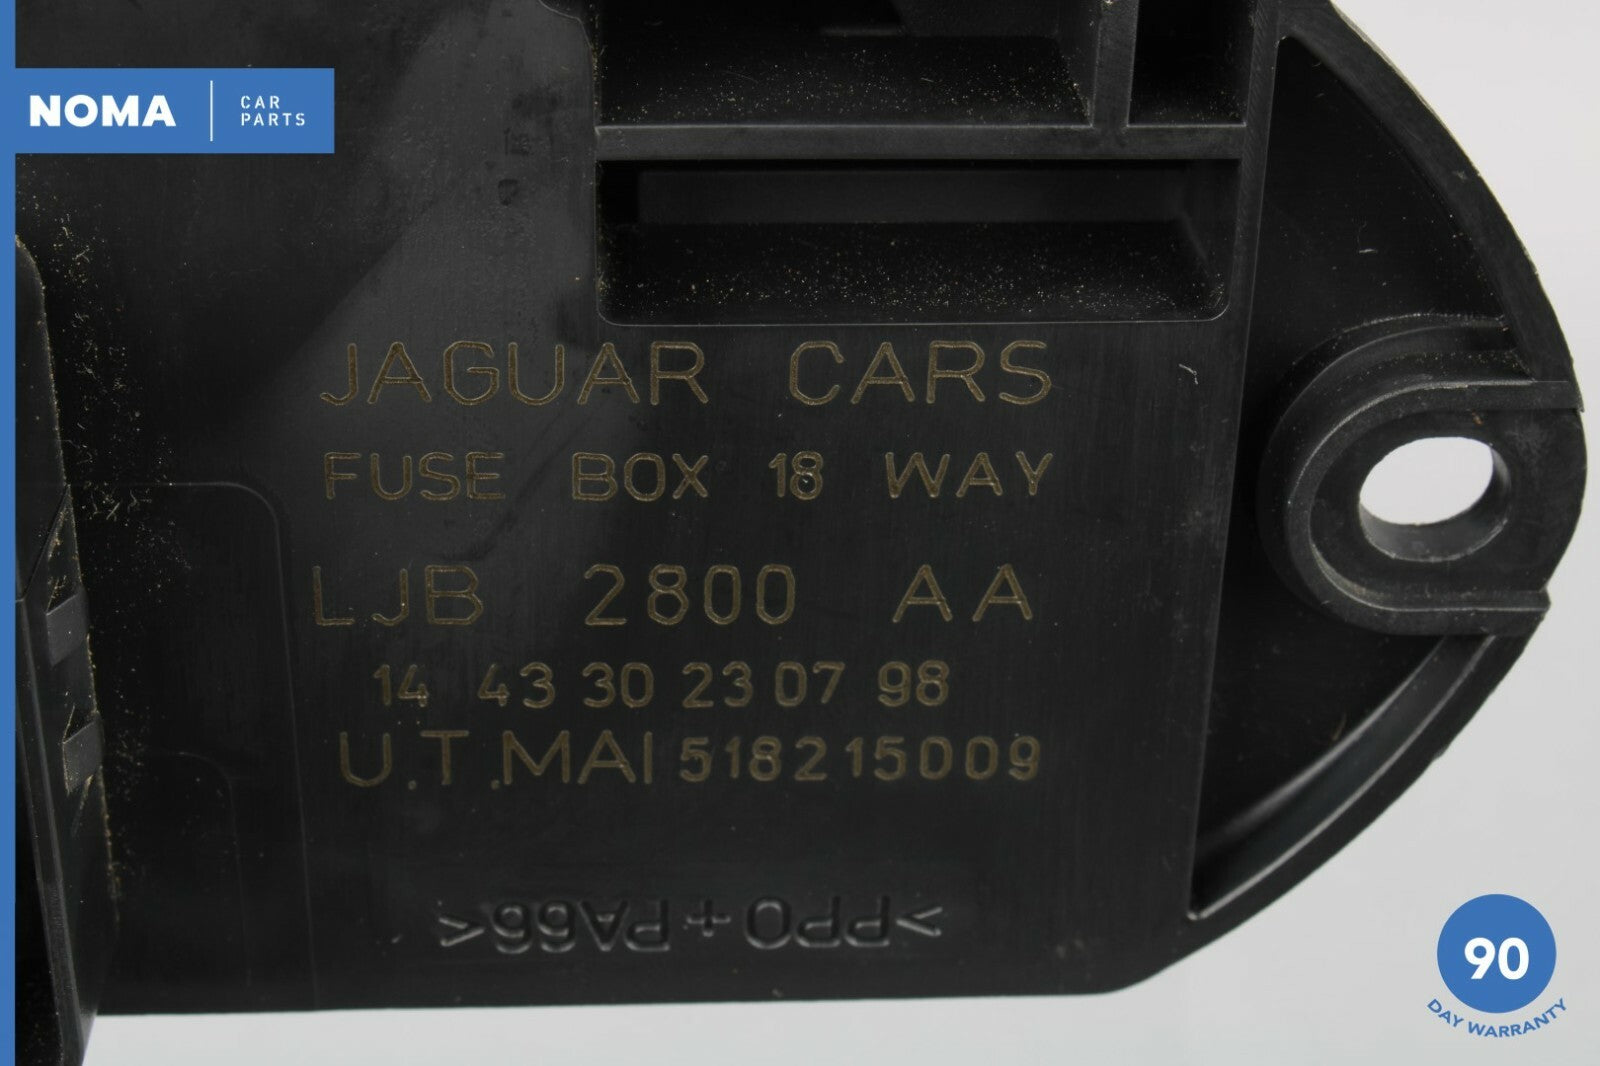 NOMA
CAR
PARTS
JAGUAR CARS
FUSE BOX 18 WAY
LJB 2800 AA
14 43 30 23 07 98
U.T.MAI 518215009
>PPO+PA66<
90
DAY WARRANTY